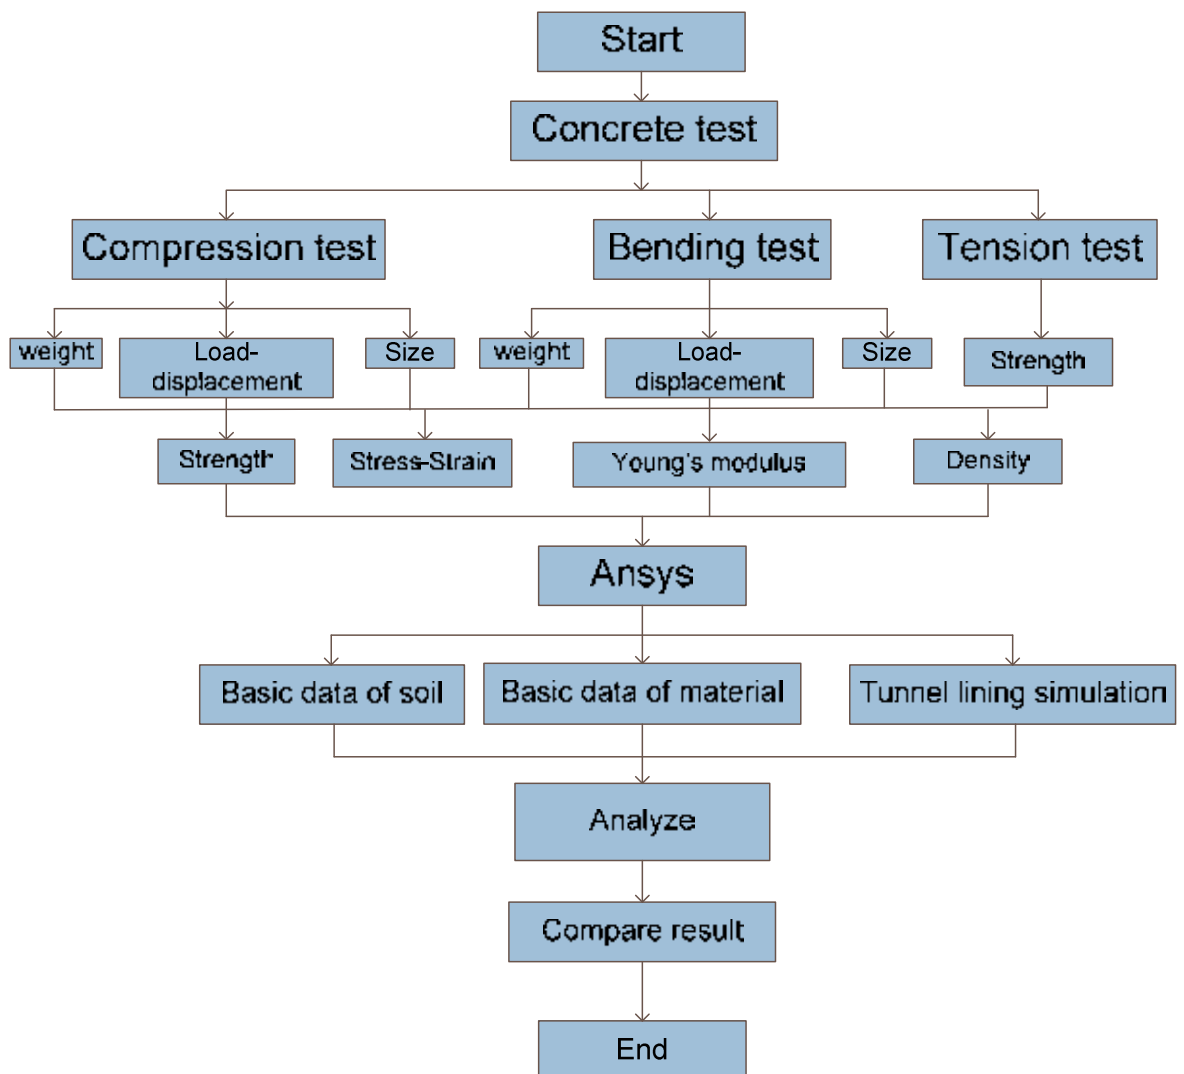 Start
Concrete test
Compression test
Bending test
Tension test
weight
Load-
displacement
Size
weight
Load-
displacement
Size
Strength
Strength
Stress-Strain
Young's modulus
Density
Ansys
Basic data of soil
Basic data of material
Tunnel lining simulation
Analyze
Compare result
End